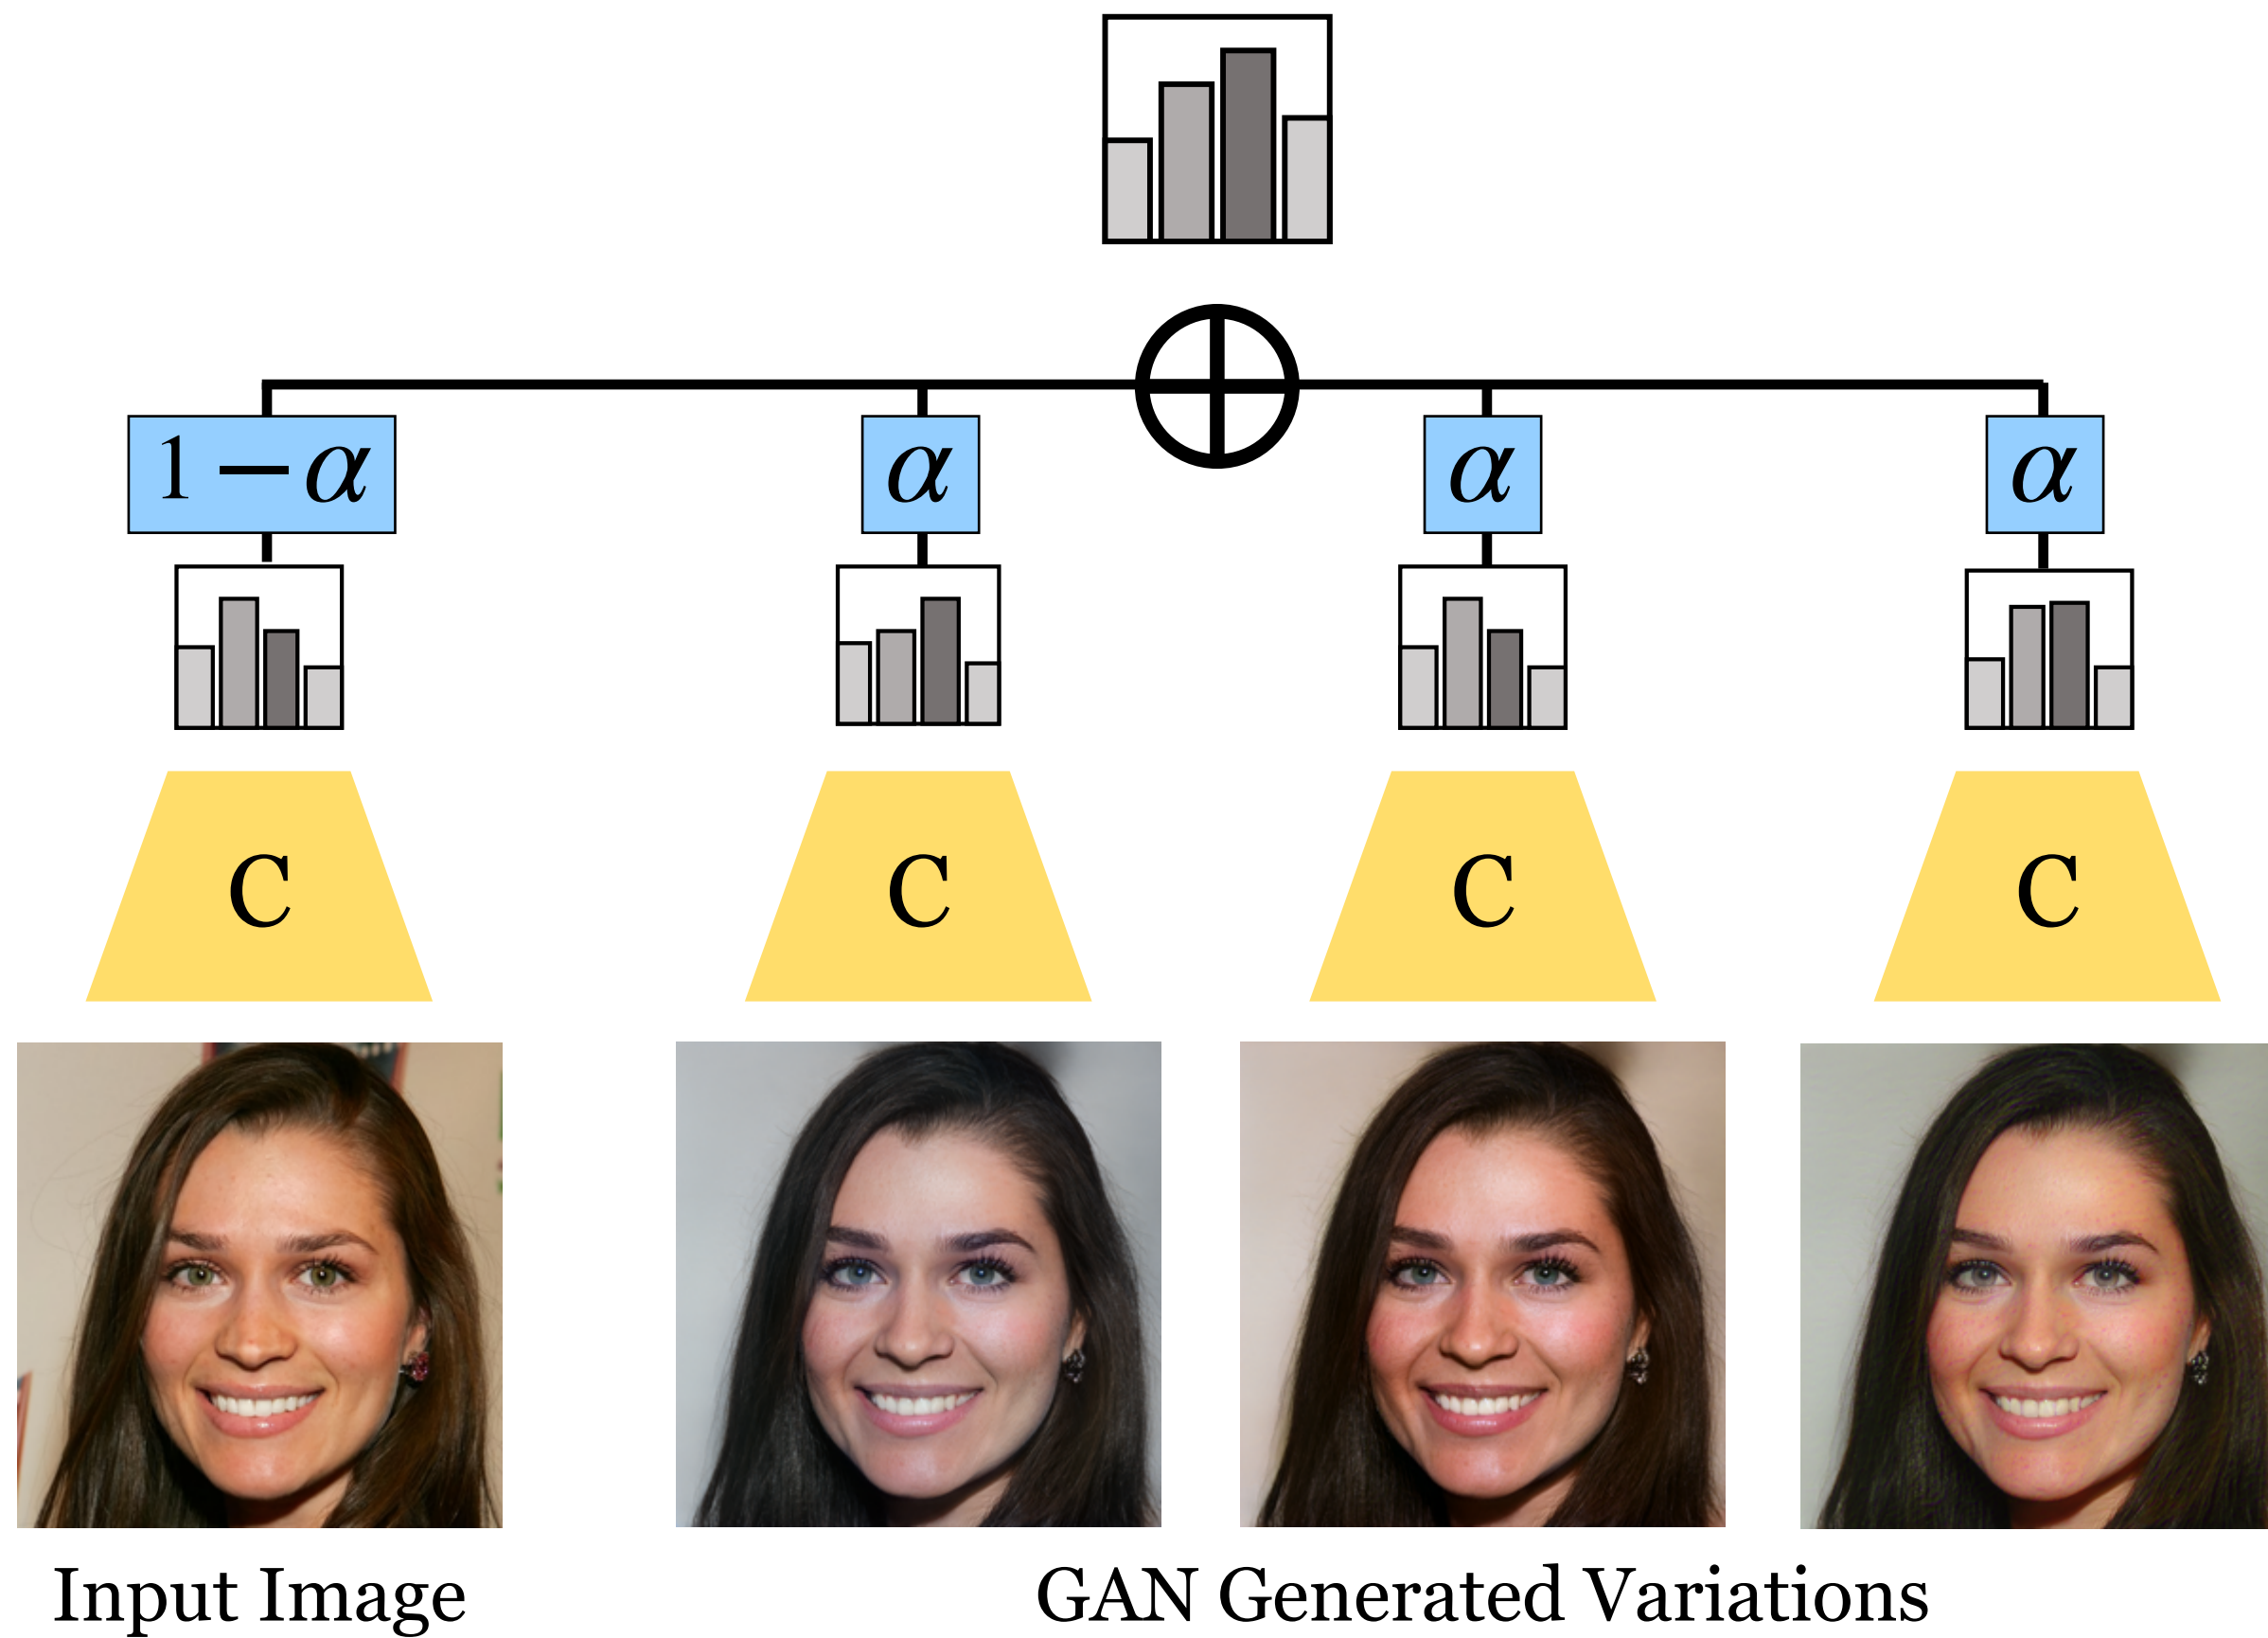 1 − α α α α
C C C C
Input Image GAN Generated Variations